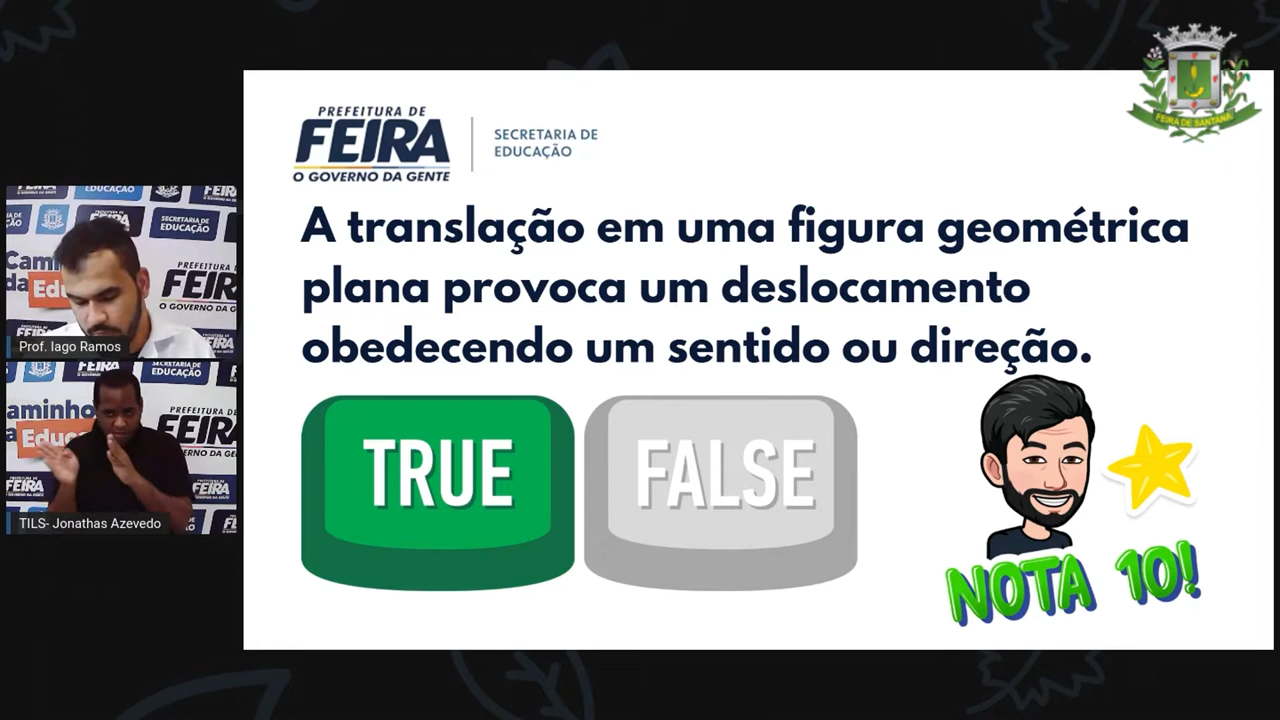 PREFEITURA DE
FEIRA
O GOVERNO DA GENTE
SECRETARIA DE
EDUCAÇÃO
FEIRA DE SANTANA
A translação em uma figura geométrica
plana provoca um deslocamento
obedecendo um sentido ou direção.
TRUE
FALSE
NOTA 10!
Prof. Iago Ramos
TILS- Jonathas Azevedo